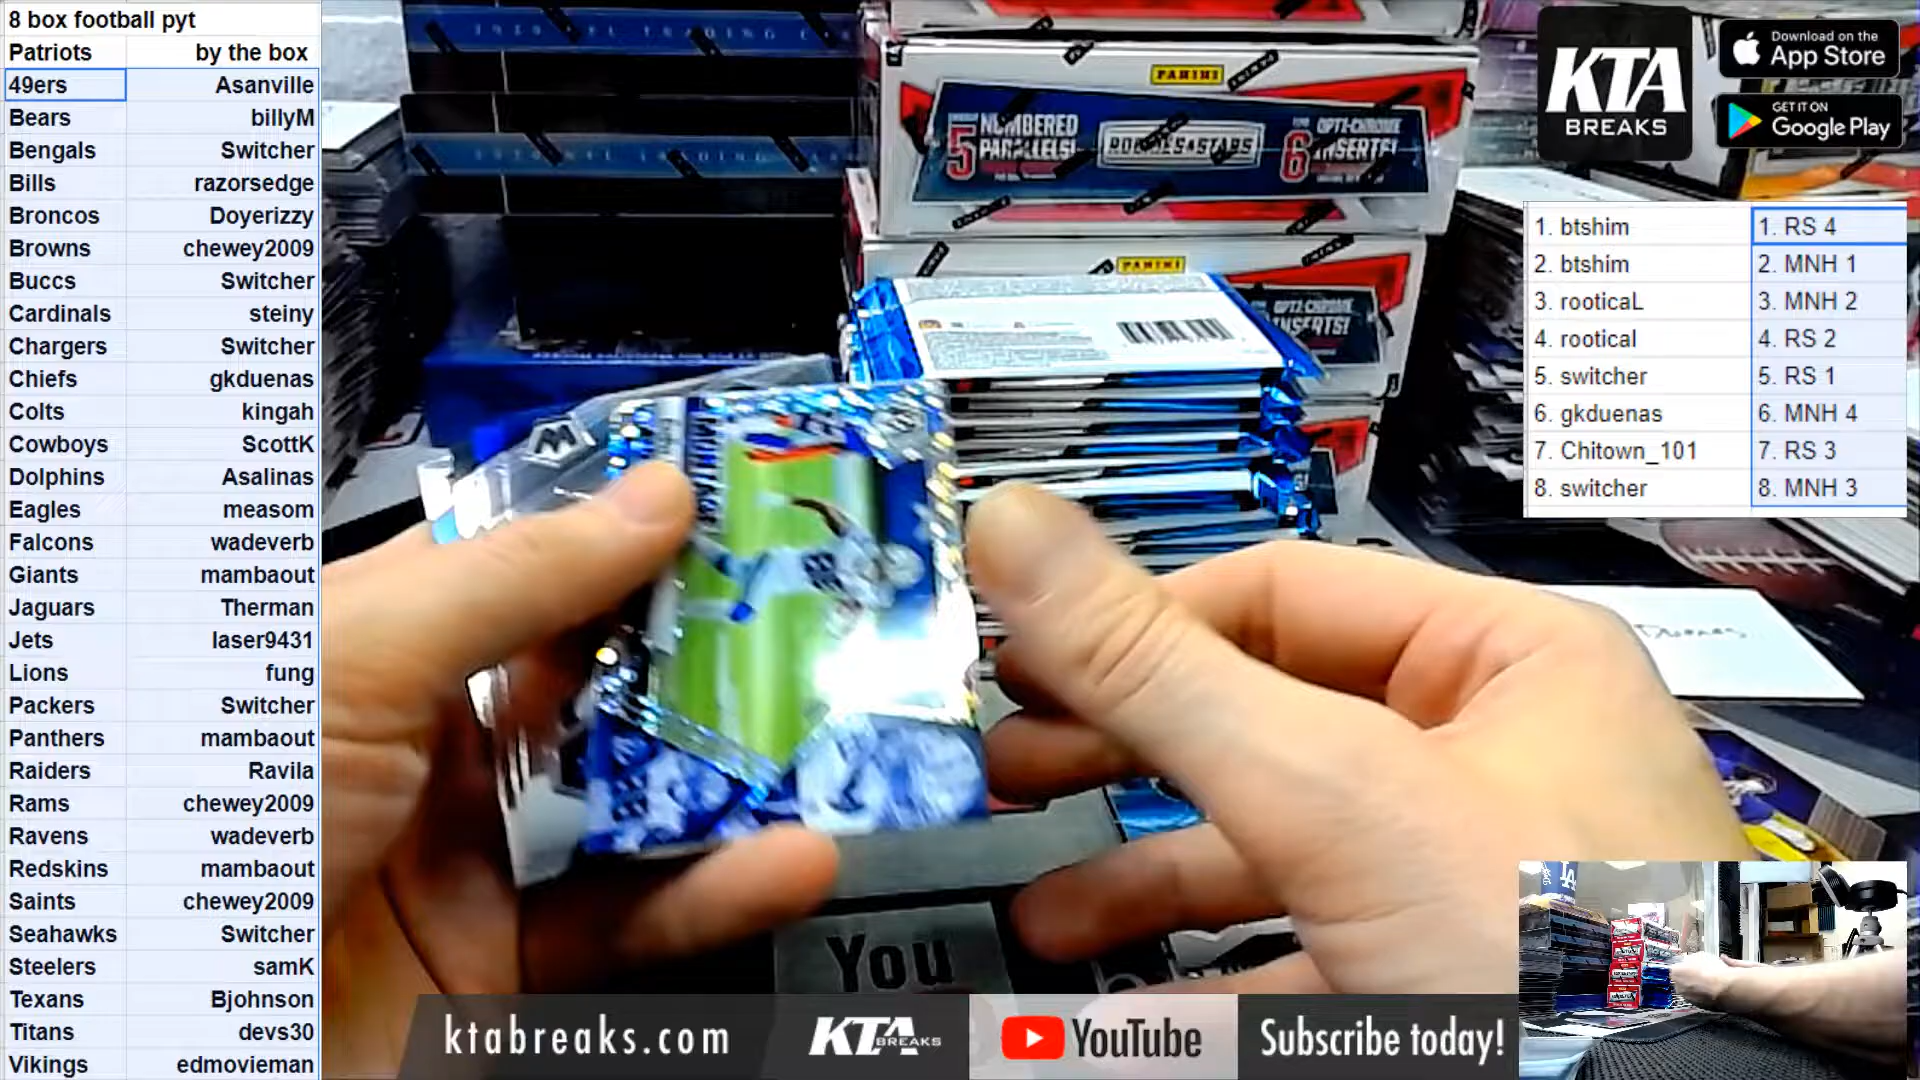 8 box football pyt
Patriots by the box
49ers Asanville
Bears billyM
Bengals Switcher
Bills razorsedge
Broncos Doyerizzy
Browns chewey2009
Buccs Switcher
Cardinals steiny
Chargers Switcher
Chiefs gkduenas
Colts kingah
Cowboys ScottK
Dolphins Asalinas
Eagles measom
Falcons wadeverb
Giants mambaout
Jaguars Therman
Jets laser9431
Lions fung
Packers Switcher
Panthers mambaout
Raiders Ravila
Rams chewey2009
Ravens wadeverb
Redskins mambaout
Saints chewey2009
Seahawks Switcher
Steelers samK
Texans Bjohnson
Titans devs30
Vikings edmovieman
PANINI
5 NUMBERED PARALLELS!
ROOKIES & STARS
6 OPTI-CHROME INSERTS!
PANINI
OPTI-CHROME
INSERTS!
You
KTA
BREAKS
Download on the
App Store
GET IT ON
Google Play
1. btshim 1. RS 4
2. btshim 2. MNH 1
3. rooticaL 3. MNH 2
4. rootical 4. RS 2
5. switcher 5. RS 1
6. gkduenas 6. MNH 4
7. Chitown_101 7. RS 3
8. switcher 8. MNH 3
LA
ktabreaks.com
KTA BREAKS
YouTube
Subscribe today!